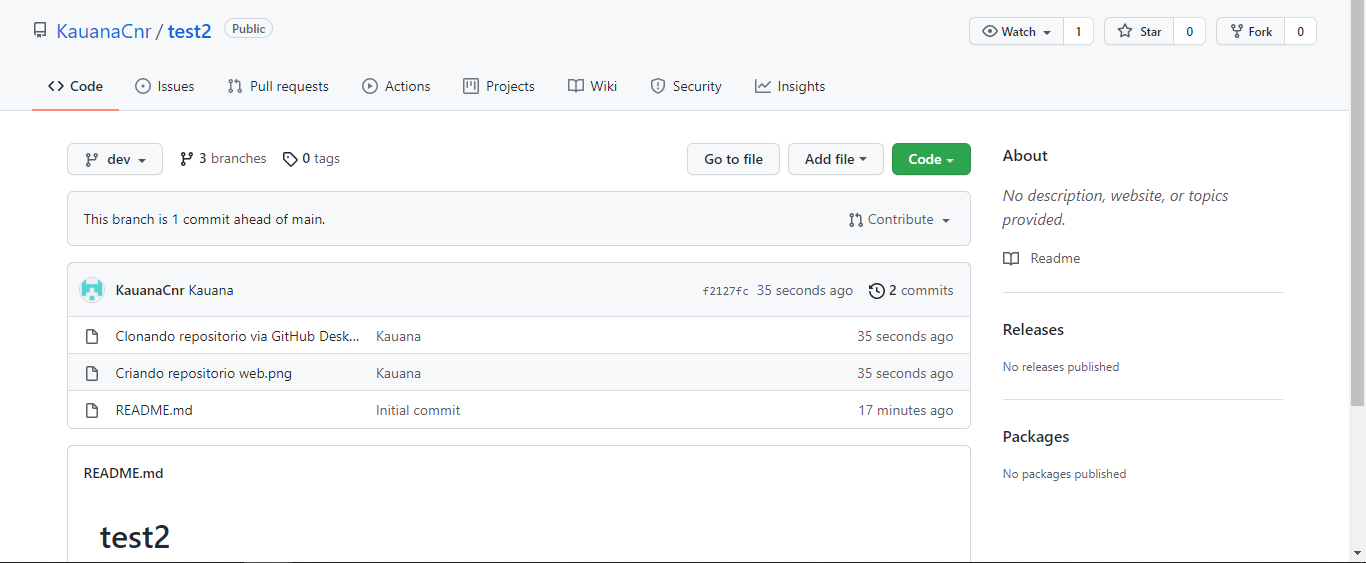 KauanaCnr / test2 Public Watch 1 Star 0 Fork 0
Code Issues Pull requests Actions Projects Wiki Security Insights
dev 3 branches 0 tags Go to file Add file Code
This branch is 1 commit ahead of main. Contribute
KauanaCnr Kauana f2127fc 35 seconds ago 2 commits
Clonando repositorio via GitHub Desk... Kauana 35 seconds ago
Criando repositorio web.png Kauana 35 seconds ago
README.md Initial commit 17 minutes ago
README.md
test2
About
No description, website, or topics
provided.
Readme
Releases
No releases published
Packages
No packages published